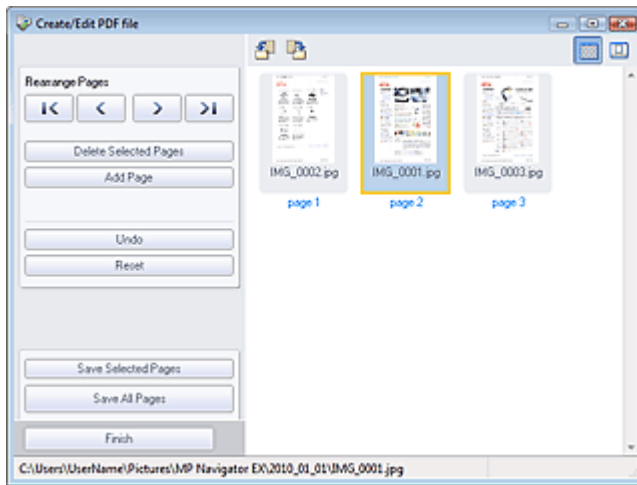 Create/Edit PDF file
Rearrange Pages
Delete Selected Pages
Add Page
Undo
Reset
Save Selected Pages
Save All Pages
Finish
IMG_0002.jpg
IMG_0001.jpg
IMG_0003.jpg
page 1
page 2
page 3
C:\Users\UserName\Pictures\MP Navigator EX\2010_01_01\IMG_0001.jpg